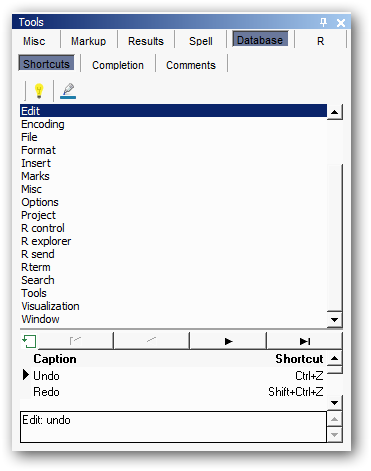 Tools
Misc Markup Results Spell Database R
Shortcuts Completion Comments
Edit
Encoding
File
Format
Insert
Marks
Misc
Options
Project
R control
R explorer
R send
Rterm
Search
Tools
Visualization
Window
Caption Shortcut
Undo Ctrl+Z
Redo Shift+Ctrl+Z
Edit: undo